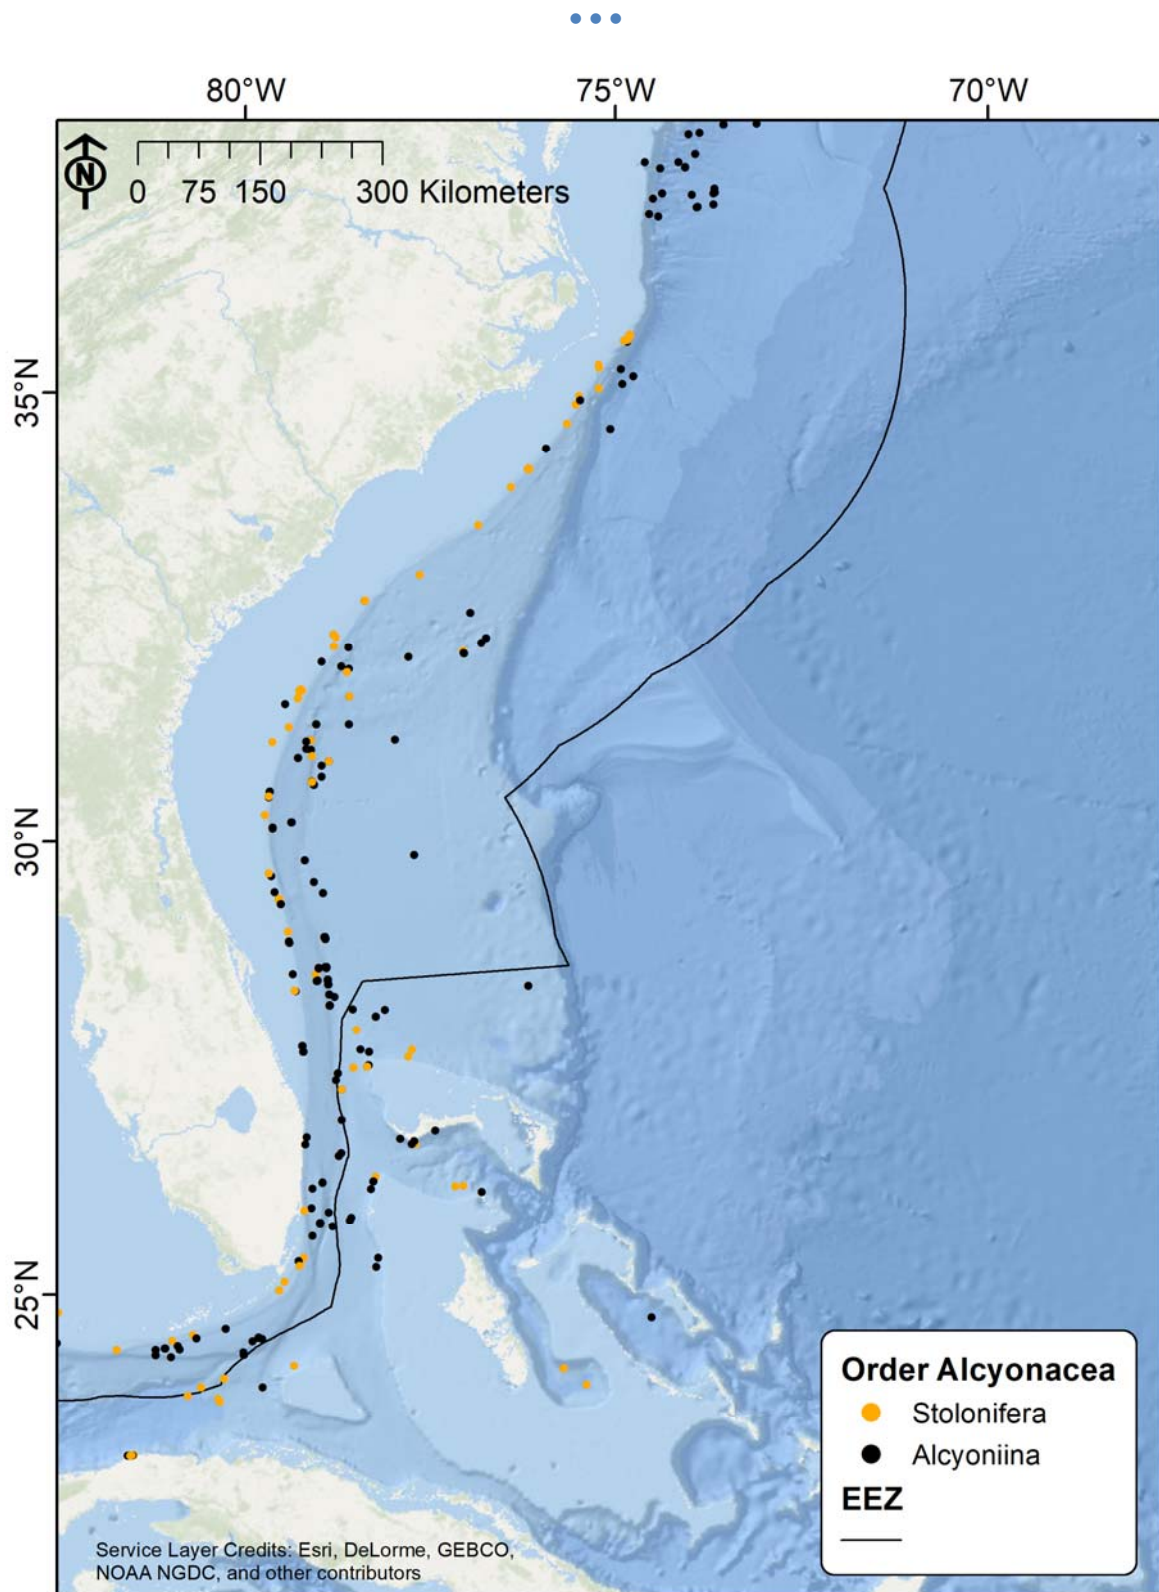 80°W 75°W 70°W
N
0 75 150 300 Kilometers
35°N
30°N
25°N
Order Alcyonacea
Stolonifera
Alcyoniina
EEZ
Service Layer Credits: Esri, DeLorme, GEBCO,
NOAA NGDC, and other contributors